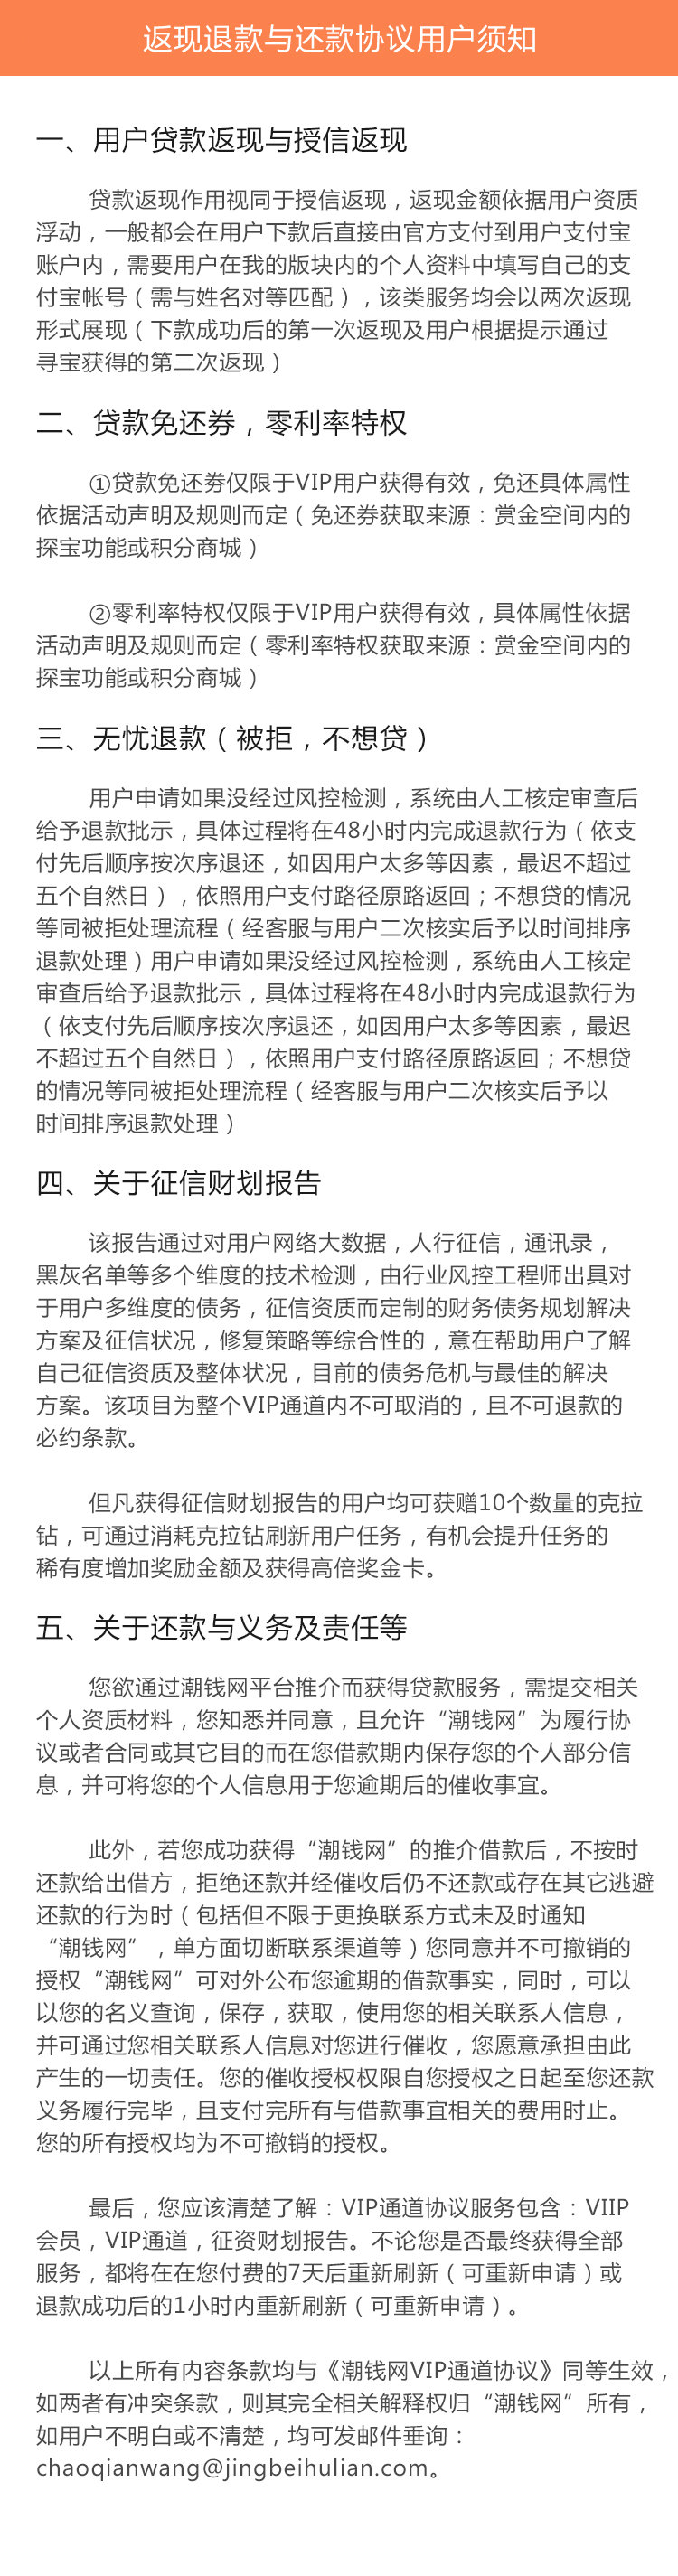 返现退款与还款协议用户须知
一、用户贷款返现与授信返现
贷款返现作用视同于授信返现，返现金额依据用户资质
浮动，一般都会在用户下款后直接由官方支付到用户支付宝
账户内，需要用户在我的版块内的个人资料中填写自己的支
付宝帐号（需与姓名对等匹配），该类服务均会以两次返现
形式展现（下款成功后的第一次返现及用户根据提示通过
寻宝获得的第二次返现）
二、贷款免还券，零利率特权
①贷款免还劵仅限于VIP用户获得有效，免还具体属性
依据活动声明及规则而定（免还券获取来源：赏金空间内的
探宝功能或积分商城）
②零利率特权仅限于VIP用户获得有效，具体属性依据
活动声明及规则而定（零利率特权获取来源：赏金空间内的
探宝功能或积分商城）
三、无忧退款（被拒，不想贷）
用户申请如果没经过风控检测，系统由人工核定审查后
给予退款批示，具体过程将在48小时内完成退款行为（依支
付先后顺序按次序退还，如因用户太多等因素，最迟不超过
五个自然日），依照用户支付路径原路返回；不想贷的情况
等同被拒处理流程（经客服与用户二次核实后予以时间排序
退款处理）用户申请如果没经过风控检测，系统由人工核定
审查后给予退款批示，具体过程将在48小时内完成退款行为
（依支付先后顺序按次序退还，如因用户太多等因素，最迟
不超过五个自然日），依照用户支付路径原路返回；不想贷
的情况等同被拒处理流程（经客服与用户二次核实后予以
时间排序退款处理）
四、关于征信财划报告
该报告通过对用户网络大数据，人行征信，通讯录，
黑灰名单等多个维度的技术检测，由行业风控工程师出具对
于用户多维度的债务，征信资质而定制的财务债务规划解决
方案及征信状况，修复策略等综合性的，意在帮助用户了解
自己征信资质及整体状况，目前的债务危机与最佳的解决
方案。该项目为整个VIP通道内不可取消的，且不可退款的
必约条款。
但凡获得征信财划报告的用户均可获赠10个数量的克拉
钻，可通过消耗克拉钻刷新用户任务，有机会提升任务的
稀有度增加奖励金额及获得高倍奖金卡。
五、关于还款与义务及责任等
您欲通过潮钱网平台推介而获得贷款服务，需提交相关
个人资质材料，您知悉并同意，且允许“潮钱网”为履行协
议或者合同或其它目的而在您借款期内保存您的个人部分信
息，并可将您的个人信息用于您逾期后的催收事宜。
此外，若您成功获得“潮钱网”的推介借款后，不按时
还款给出借方，拒绝还款并经催收后仍不还款或存在其它逃避
还款的行为时（包括但不限于更换联系方式未及时通知
“潮钱网”，单方面切断联系渠道等）您同意并不可撤销的
授权“潮钱网”可对外公布您逾期的借款事实，同时，可以
以您的名义查询，保存，获取，使用您的相关联系人信息，
并可通过您相关联系人信息对您进行催收，您愿意承担由此
产生的一切责任。您的催收授权权限自您授权之日起至您还款
义务履行完毕，且支付完所有与借款事宜相关的费用时止。
您的所有授权均为不可撤销的授权。
最后，您应该清楚了解：VIP通道协议服务包含：VIIP
会员，VIP通道，征资财划报告。不论您是否最终获得全部
服务，都将在在您付费的7天后重新刷新（可重新申请）或
退款成功后的1小时内重新刷新（可重新申请）。
以上所有内容条款均与《潮钱网VIP通道协议》同等生效，
如两者有冲突条款，则其完全相关解释权归“潮钱网”所有，
如用户不明白或不清楚，均可发邮件垂询：
chaoqianwang@jingbeihulian.com。